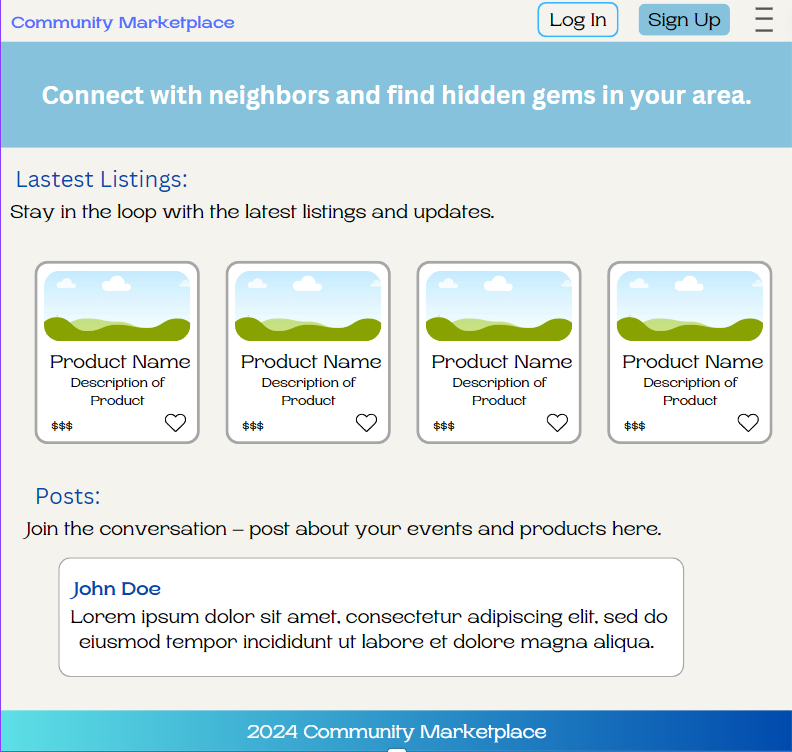 Community Marketplace
Log In
Sign Up
Connect with neighbors and find hidden gems in your area.
Lastest Listings:
Stay in the loop with the latest listings and updates.
Product Name
Description of
Product
$$$
Product Name
Description of
Product
$$$
Product Name
Description of
Product
$$$
Product Name
Description of
Product
$$$
Posts:
Join the conversation – post about your events and products here.
John Doe
Lorem ipsum dolor sit amet, consectetur adipiscing elit, sed do
eiusmod tempor incididunt ut labore et dolore magna aliqua.
2024 Community Marketplace